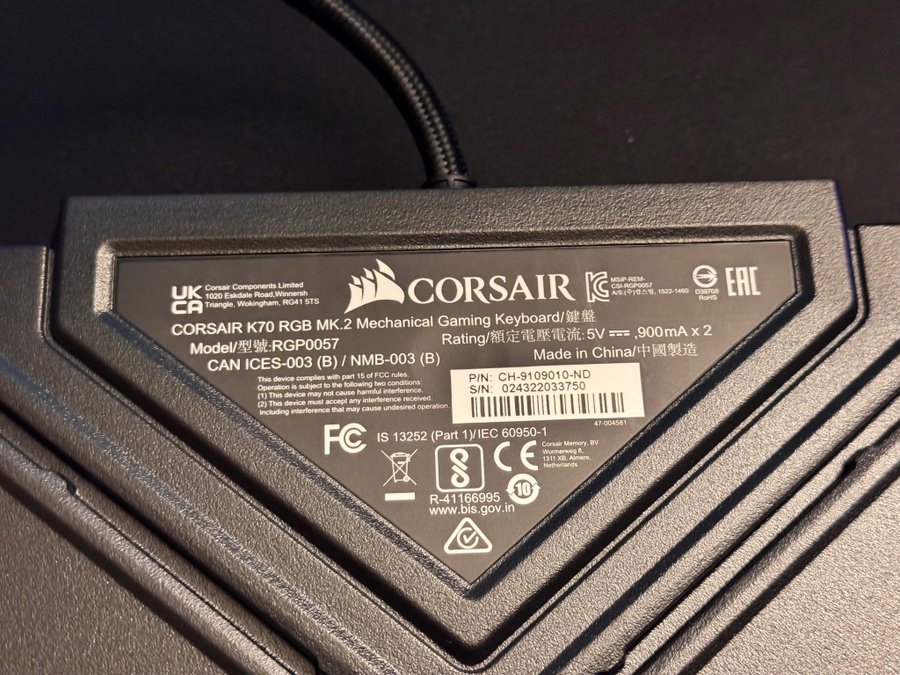 UK
CA
Corsair Components Limited
1020 Eskdale Road,Winnersh
Triangle, Wokingham, RG41 5TS
CORSAIR
MSIP-REM-
CSI-RGP0057
A/S:(주)컴스빌, 1522-1460
D39708
RoHS
EAC
CORSAIR K70 RGB MK.2 Mechanical Gaming Keyboard/鍵盤
Model/型號:RGP0057
Rating/額定電壓電流:5V ⎓ ,900mA x 2
CAN ICES-003 (B) / NMB-003 (B)
Made in China/中國製造
This device complies with part 15 of FCC rules.
Operation is subject to the following two conditions:
(1) This device may not cause harmful interference.
(2) This device must accept any interference received.
Including interference that may cause undesired operation.
P/N: CH-9109010-ND
S/N: 024322033750
47-004581
FC
IS 13252 (Part 1)/IEC 60950-1
CE
Corsair Memory, BV
Wormerweg 8,
1311 XB, Almere,
Netherlands
10
R-41166995
www.bis.gov.in